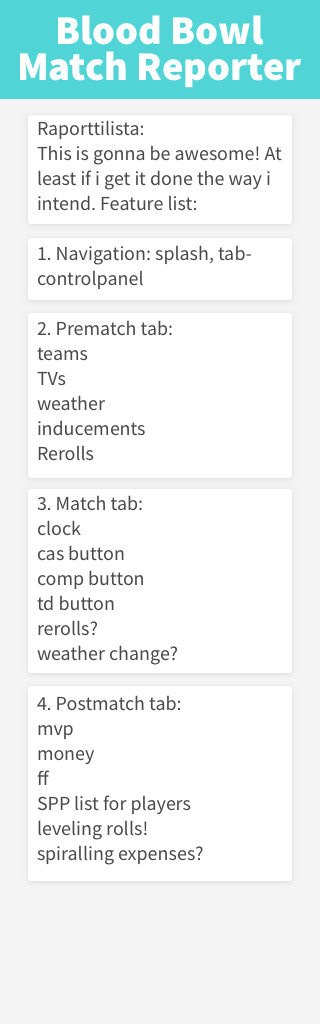 Blood Bowl
Match Reporter
Raporttilista:
This is gonna be awesome! At
least if i get it done the way i
intend. Feature list:
1. Navigation: splash, tab-
controlpanel
2. Prematch tab:
teams
TVs
weather
inducements
Rerolls
3. Match tab:
clock
cas button
comp button
td button
rerolls?
weather change?
4. Postmatch tab:
mvp
money
ff
SPP list for players
leveling rolls!
spiralling expenses?